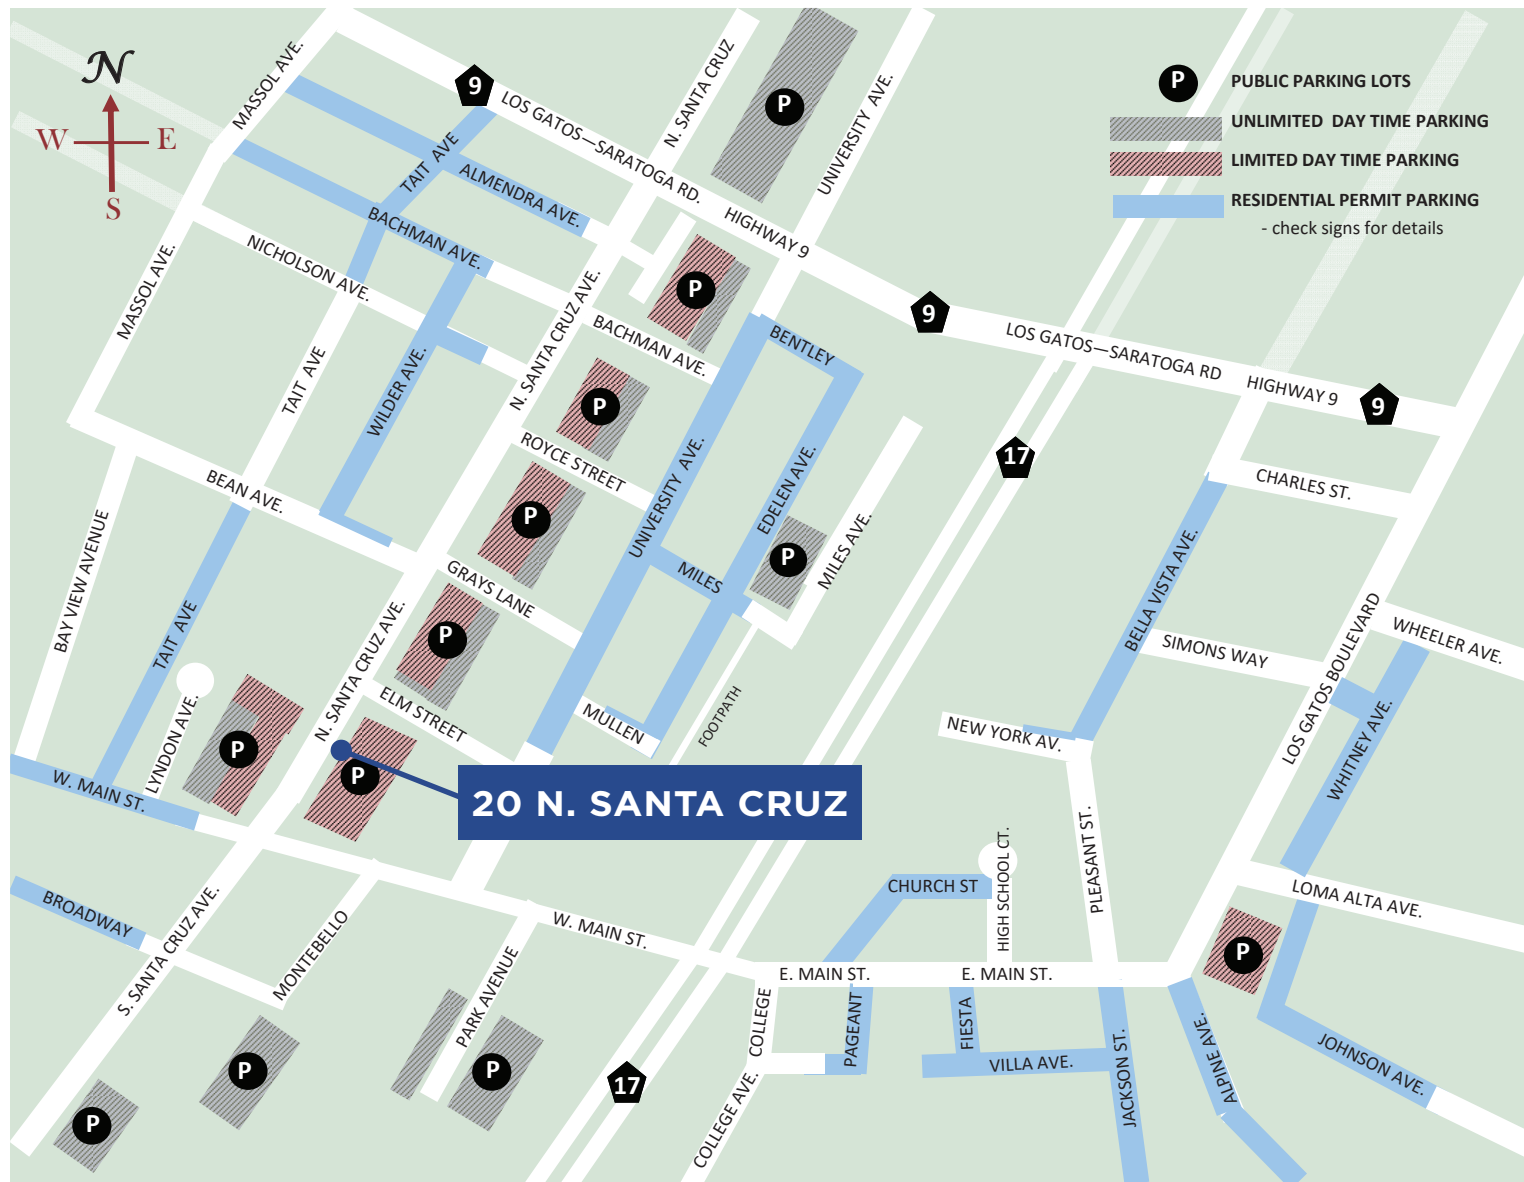 N
W
E
S
P
PUBLIC PARKING LOTS
UNLIMITED DAY TIME PARKING
LIMITED DAY TIME PARKING
RESIDENTIAL PERMIT PARKING
- check signs for details
MASSOL AVE.
9
LOS GATOS—SARATOGA RD.
HIGHWAY 9
N. SANTA CRUZ
P
UNIVERSITY AVE.
TAIT AVE
ALMENDRA AVE.
BACHMAN AVE.
NICHOLSON AVE.
MASSOL AVE.
P
9
LOS GATOS—SARATOGA RD
HIGHWAY 9
9
N. SANTA CRUZ AVE.
BACHMAN AVE.
BENTLEY
TAIT AVE
WILDER AVE.
P
ROYCE STREET
UNIVERSITY AVE.
EDELEN AVE.
17
CHARLES ST.
BEAN AVE.
P
MILES
P
MILES AVE.
BAY VIEW AVENUE
TAIT AVE
GRAYS LANE
P
N. SANTA CRUZ AVE.
ELM STREET
MULLEN
FOOTPATH
BELLA VISTA AVE.
SIMONS WAY
WHEELER AVE.
LOS GATOS BOULEVARD
WHITNEY AVE.
NEW YORK AV.
LYNDON AVE.
P
P
20 N. SANTA CRUZ
W. MAIN ST.
PLEASANT ST.
HIGH SCHOOL CT.
CHURCH ST
LOMA ALTA AVE.
BROADWAY
S. SANTA CRUZ AVE.
MONTEBELLO
W. MAIN ST.
PARK AVENUE
E. MAIN ST.
E. MAIN ST.
P
COLLEGE
PAGEANT
FIESTA
VILLA AVE.
JACKSON ST.
ALPINE AVE.
JOHNSON AVE.
P
P
17
P
COLLEGE AVE.